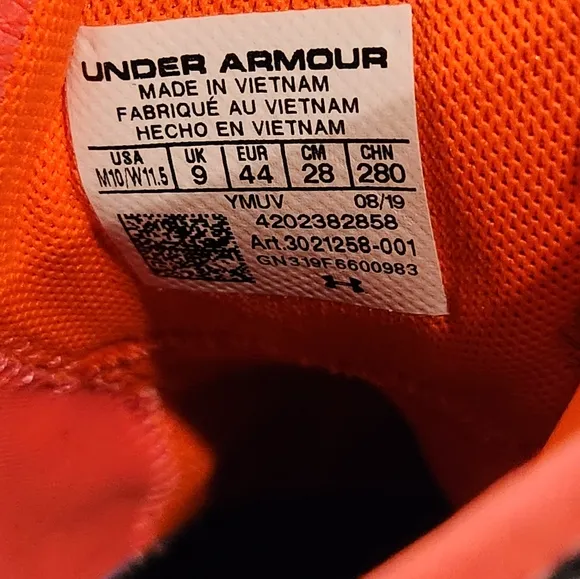 UNDER ARMOUR
MADE IN VIETNAM
FABRIQUÉ AU VIETNAM
HECHO EN VIETNAM
USA UK EUR CM CHN
M10/W11.5 9 44 28 280
YMUV 08/19
4202382858
Art.3021258-001
GN319F6600983